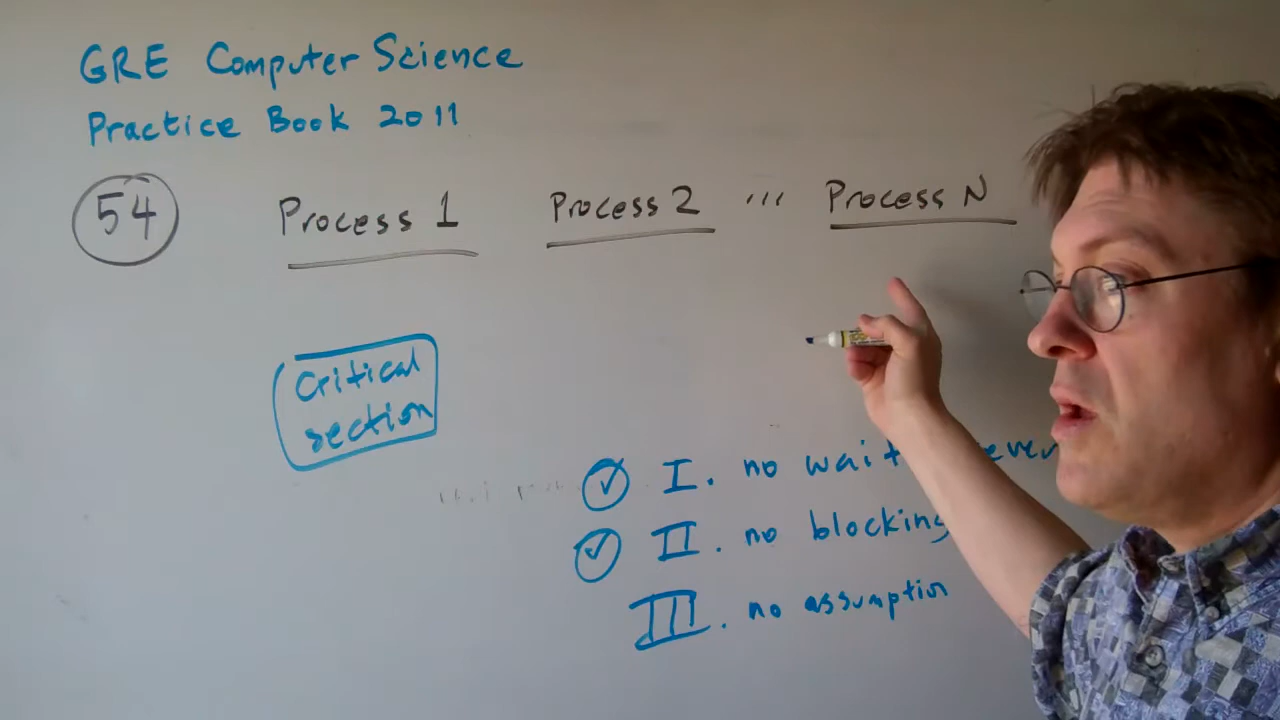 GRE Computer Science
Practice Book 2011
54 Process 1 Process 2 ... Process N
Critical
section
I. no wait ever
II. no blocking
III. no assumption